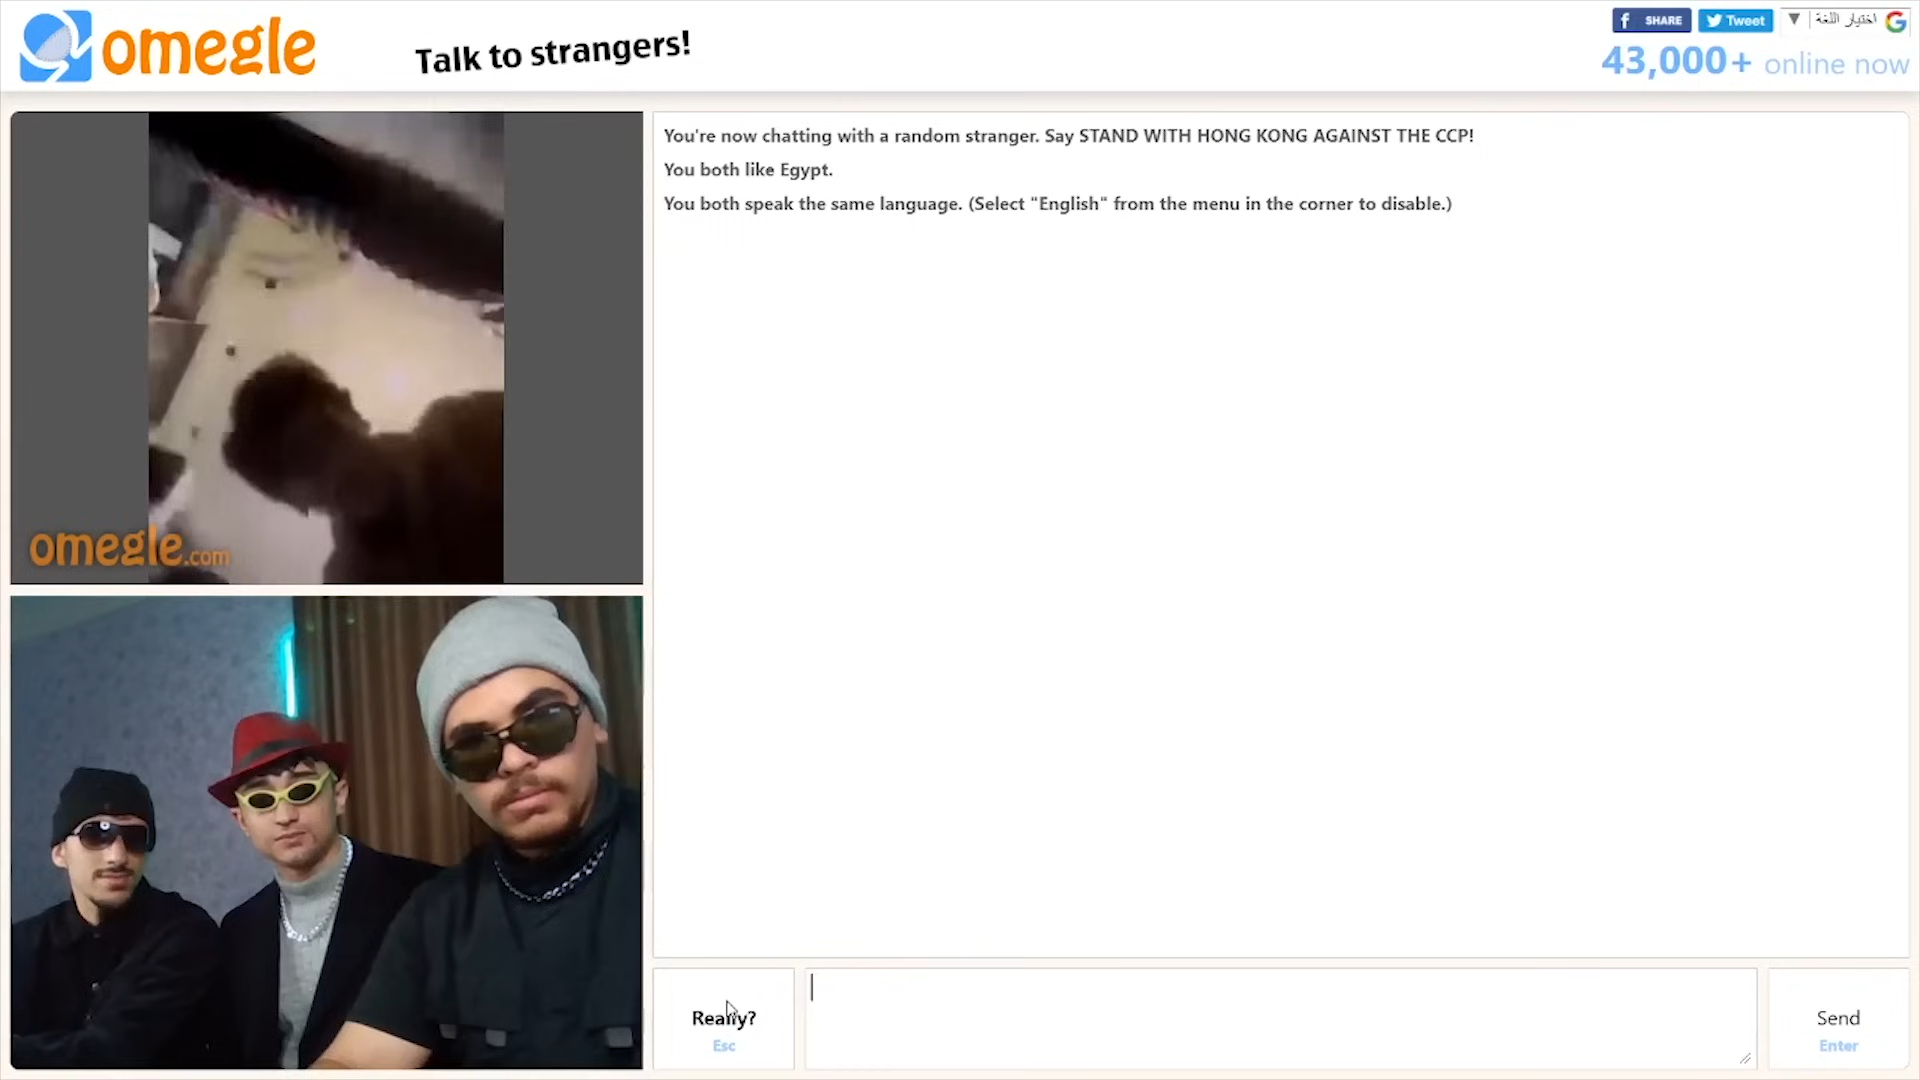 omegle
Talk to strangers!
f SHARE
Tweet
اختيار اللغة
43,000+ online now
You're now chatting with a random stranger. Say STAND WITH HONG KONG AGAINST THE CCP!
You both like Egypt.
You both speak the same language. (Select "English" from the menu in the corner to disable.)
omegle.com
Really?
Esc
Send
Enter